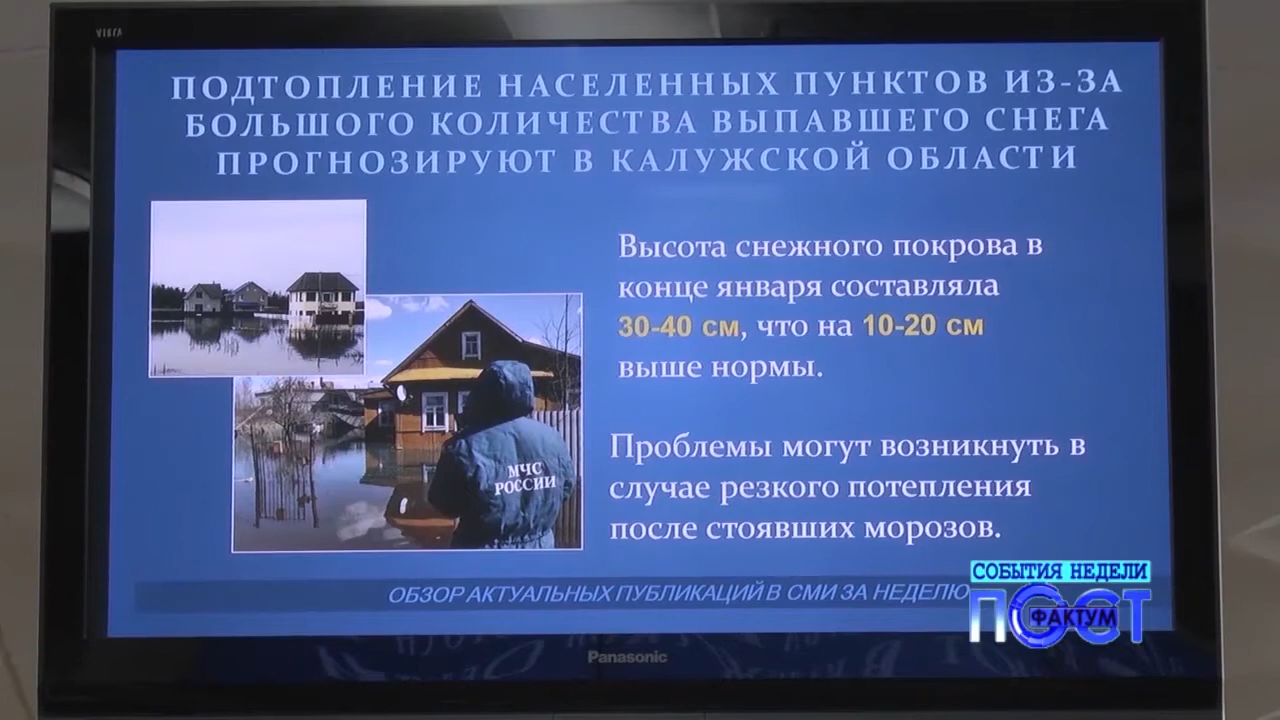 VIERA
ПОДТОПЛЕНИЕ НАСЕЛЕННЫХ ПУНКТОВ ИЗ-ЗА
БОЛЬШОГО КОЛИЧЕСТВА ВЫПАВШЕГО СНЕГА
ПРОГНОЗИРУЮТ В КАЛУЖСКОЙ ОБЛАСТИ
Высота снежного покрова в
конце января составляла
30-40 см, что на 10-20 см
выше нормы.
МЧС
РОССИИ
Проблемы могут возникнуть в
случае резкого потепления
после стоявших морозов.
ОБЗОР АКТУАЛЬНЫХ ПУБЛИКАЦИЙ В СМИ ЗА НЕДЕЛЮ
СОБЫТИЯ НЕДЕЛИ
ПОСТ
ФАКТУМ
Panasonic